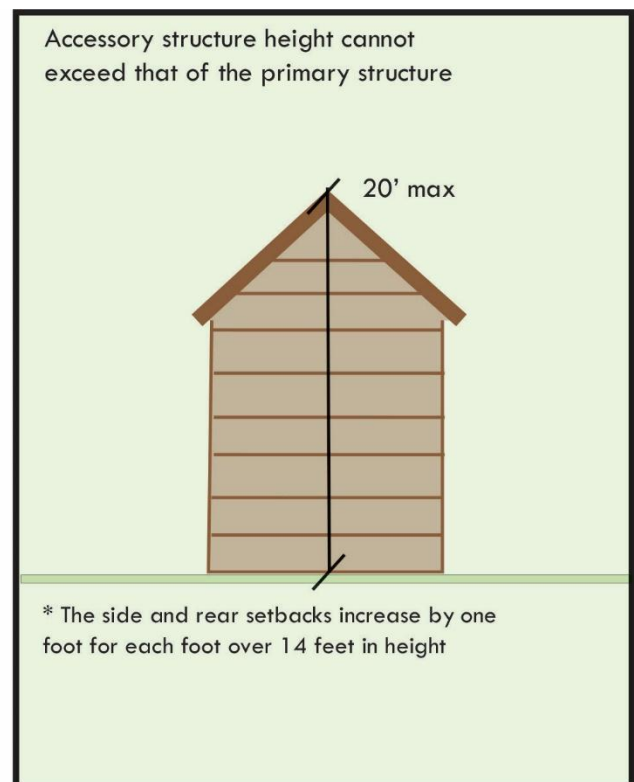 Accessory structure height cannot
exceed that of the primary structure
20’ max
* The side and rear setbacks increase by one
foot for each foot over 14 feet in height